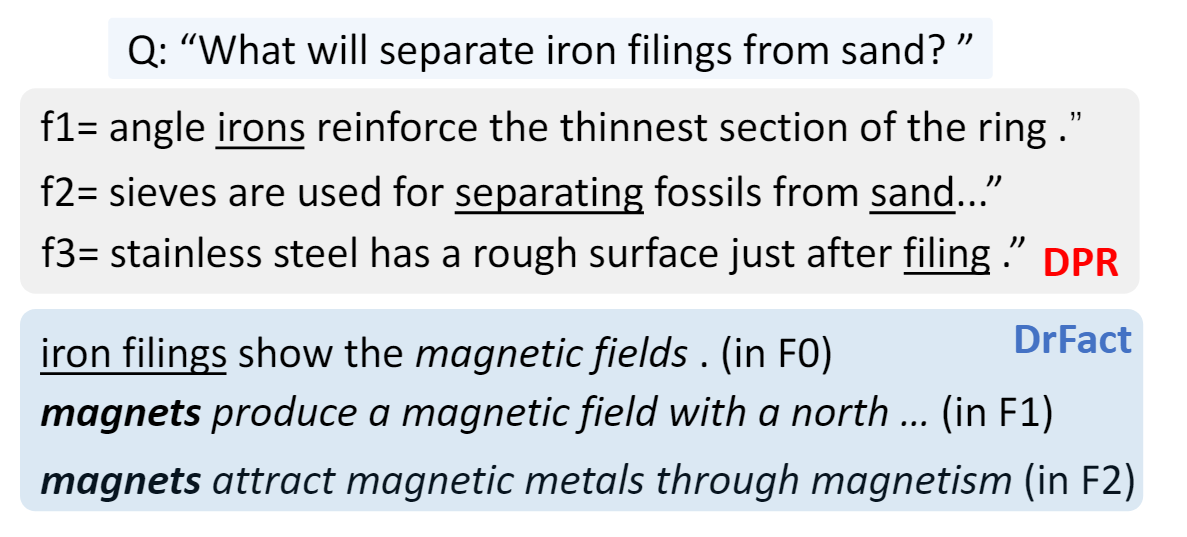 Q: “What will separate iron filings from sand? ”
f1= angle irons reinforce the thinnest section of the ring .”
f2= sieves are used for separating fossils from sand...”
f3= stainless steel has a rough surface just after filing .” DPR
DrFact
iron filings show the magnetic fields . (in F0)
magnets produce a magnetic field with a north ... (in F1)
magnets attract magnetic metals through magnetism (in F2)